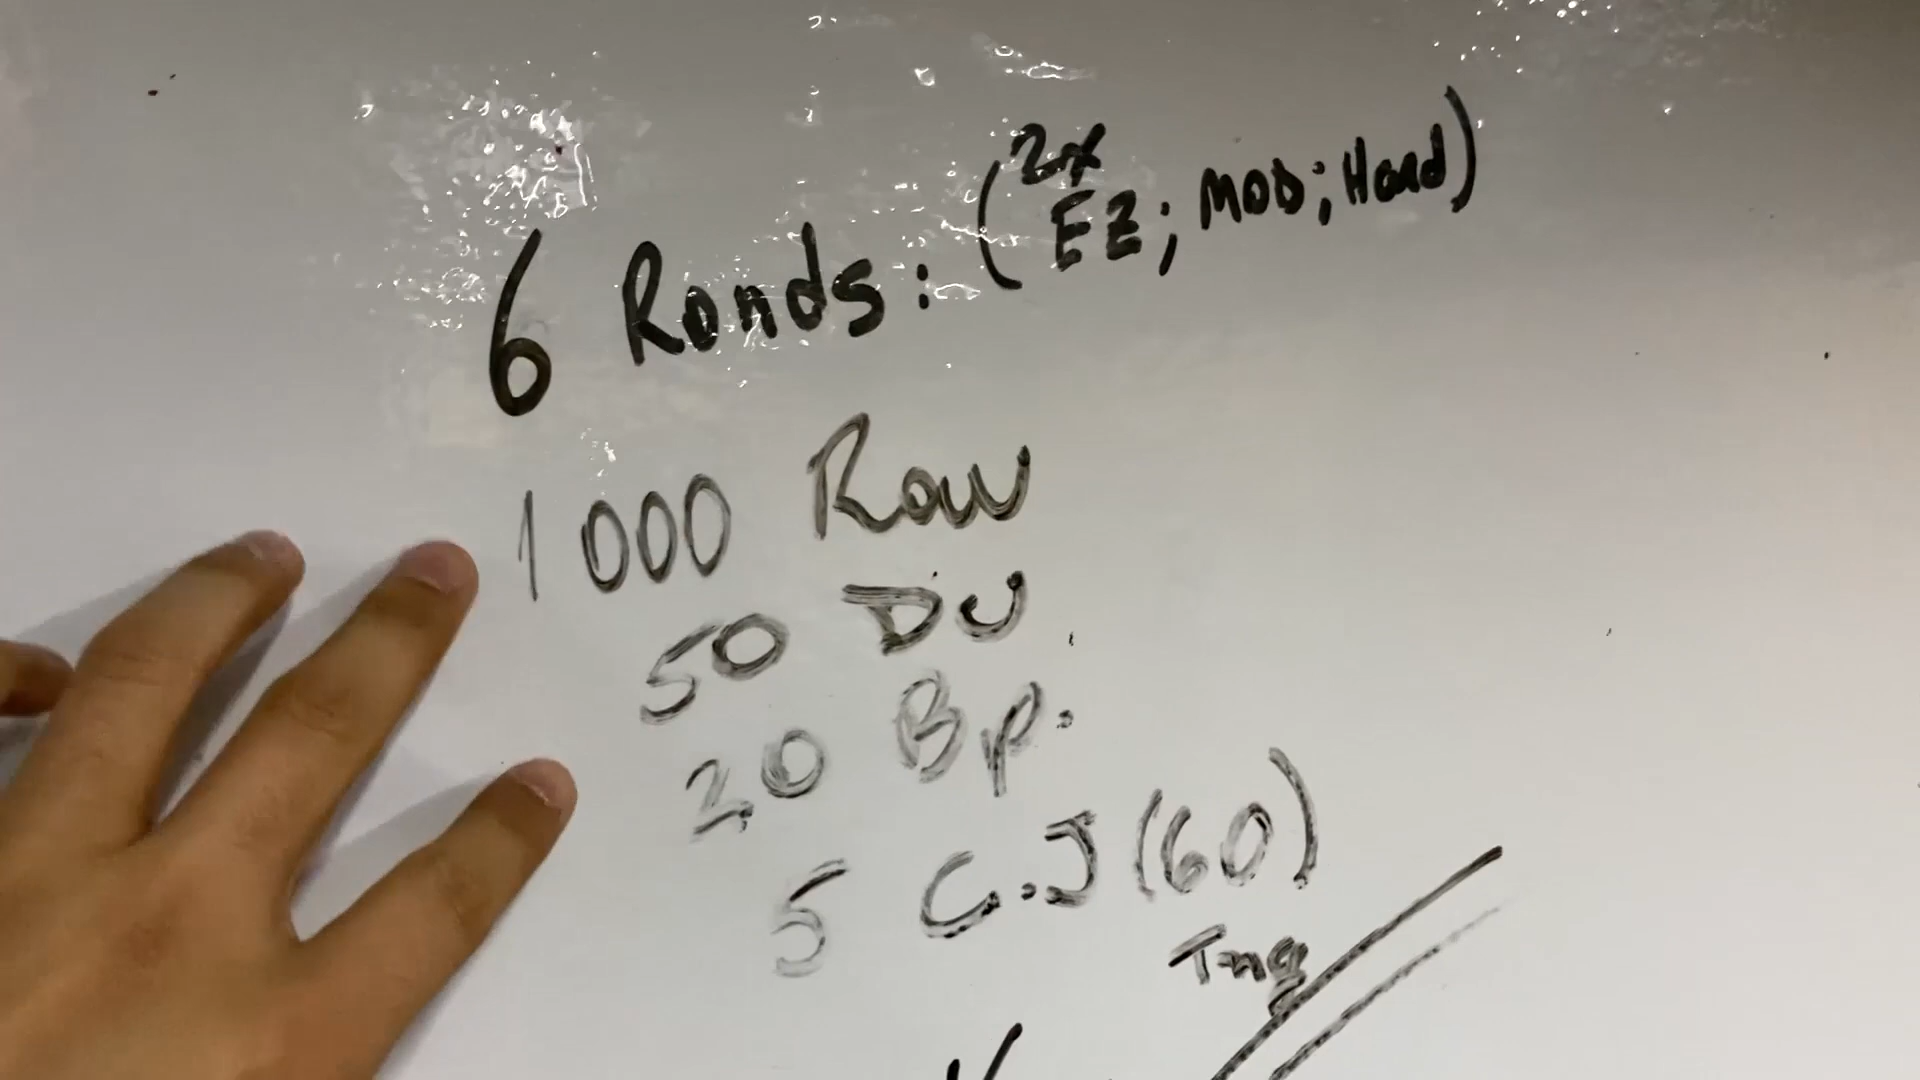 6 Ronds: (2x EZ; MOD; Hard)
1000 Row
50 DU
20 Bp.
5 C.J (60)
Tng